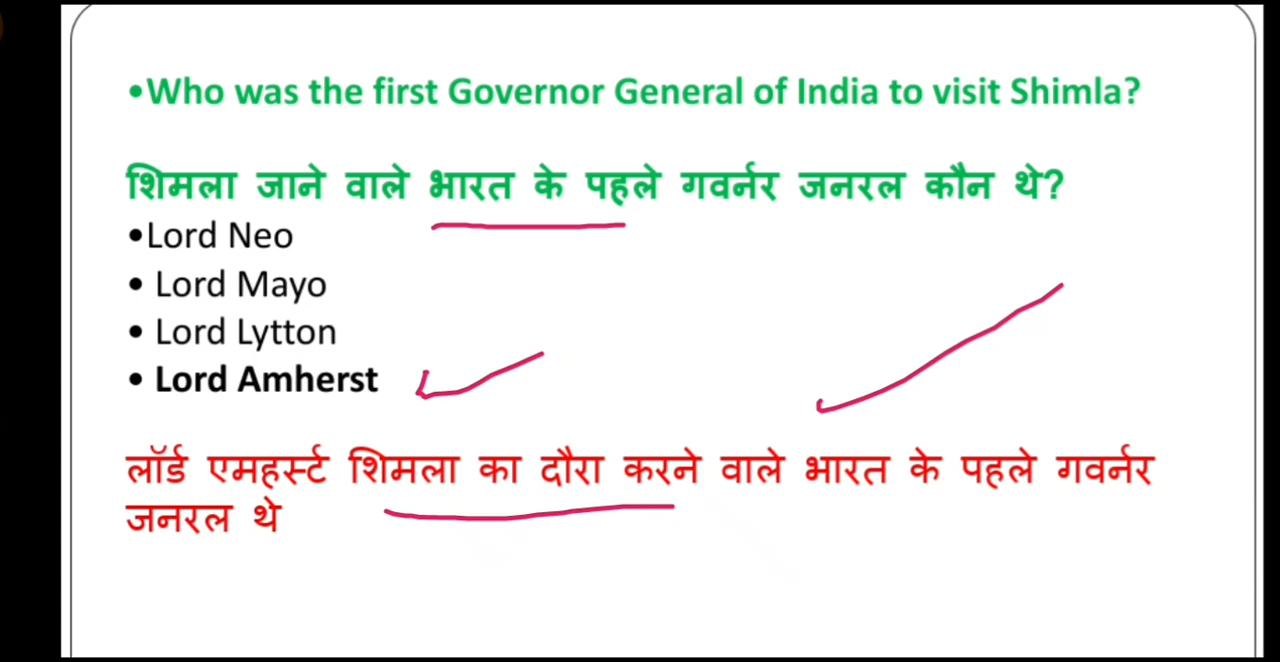 •Who was the first Governor General of India to visit Shimla?
शिमला जाने वाले भारत के पहले गवर्नर जनरल कौन थे?
•Lord Neo
• Lord Mayo
• Lord Lytton
• Lord Amherst
लॉर्ड एमहर्स्ट शिमला का दौरा करने वाले भारत के पहले गवर्नर
जनरल थे